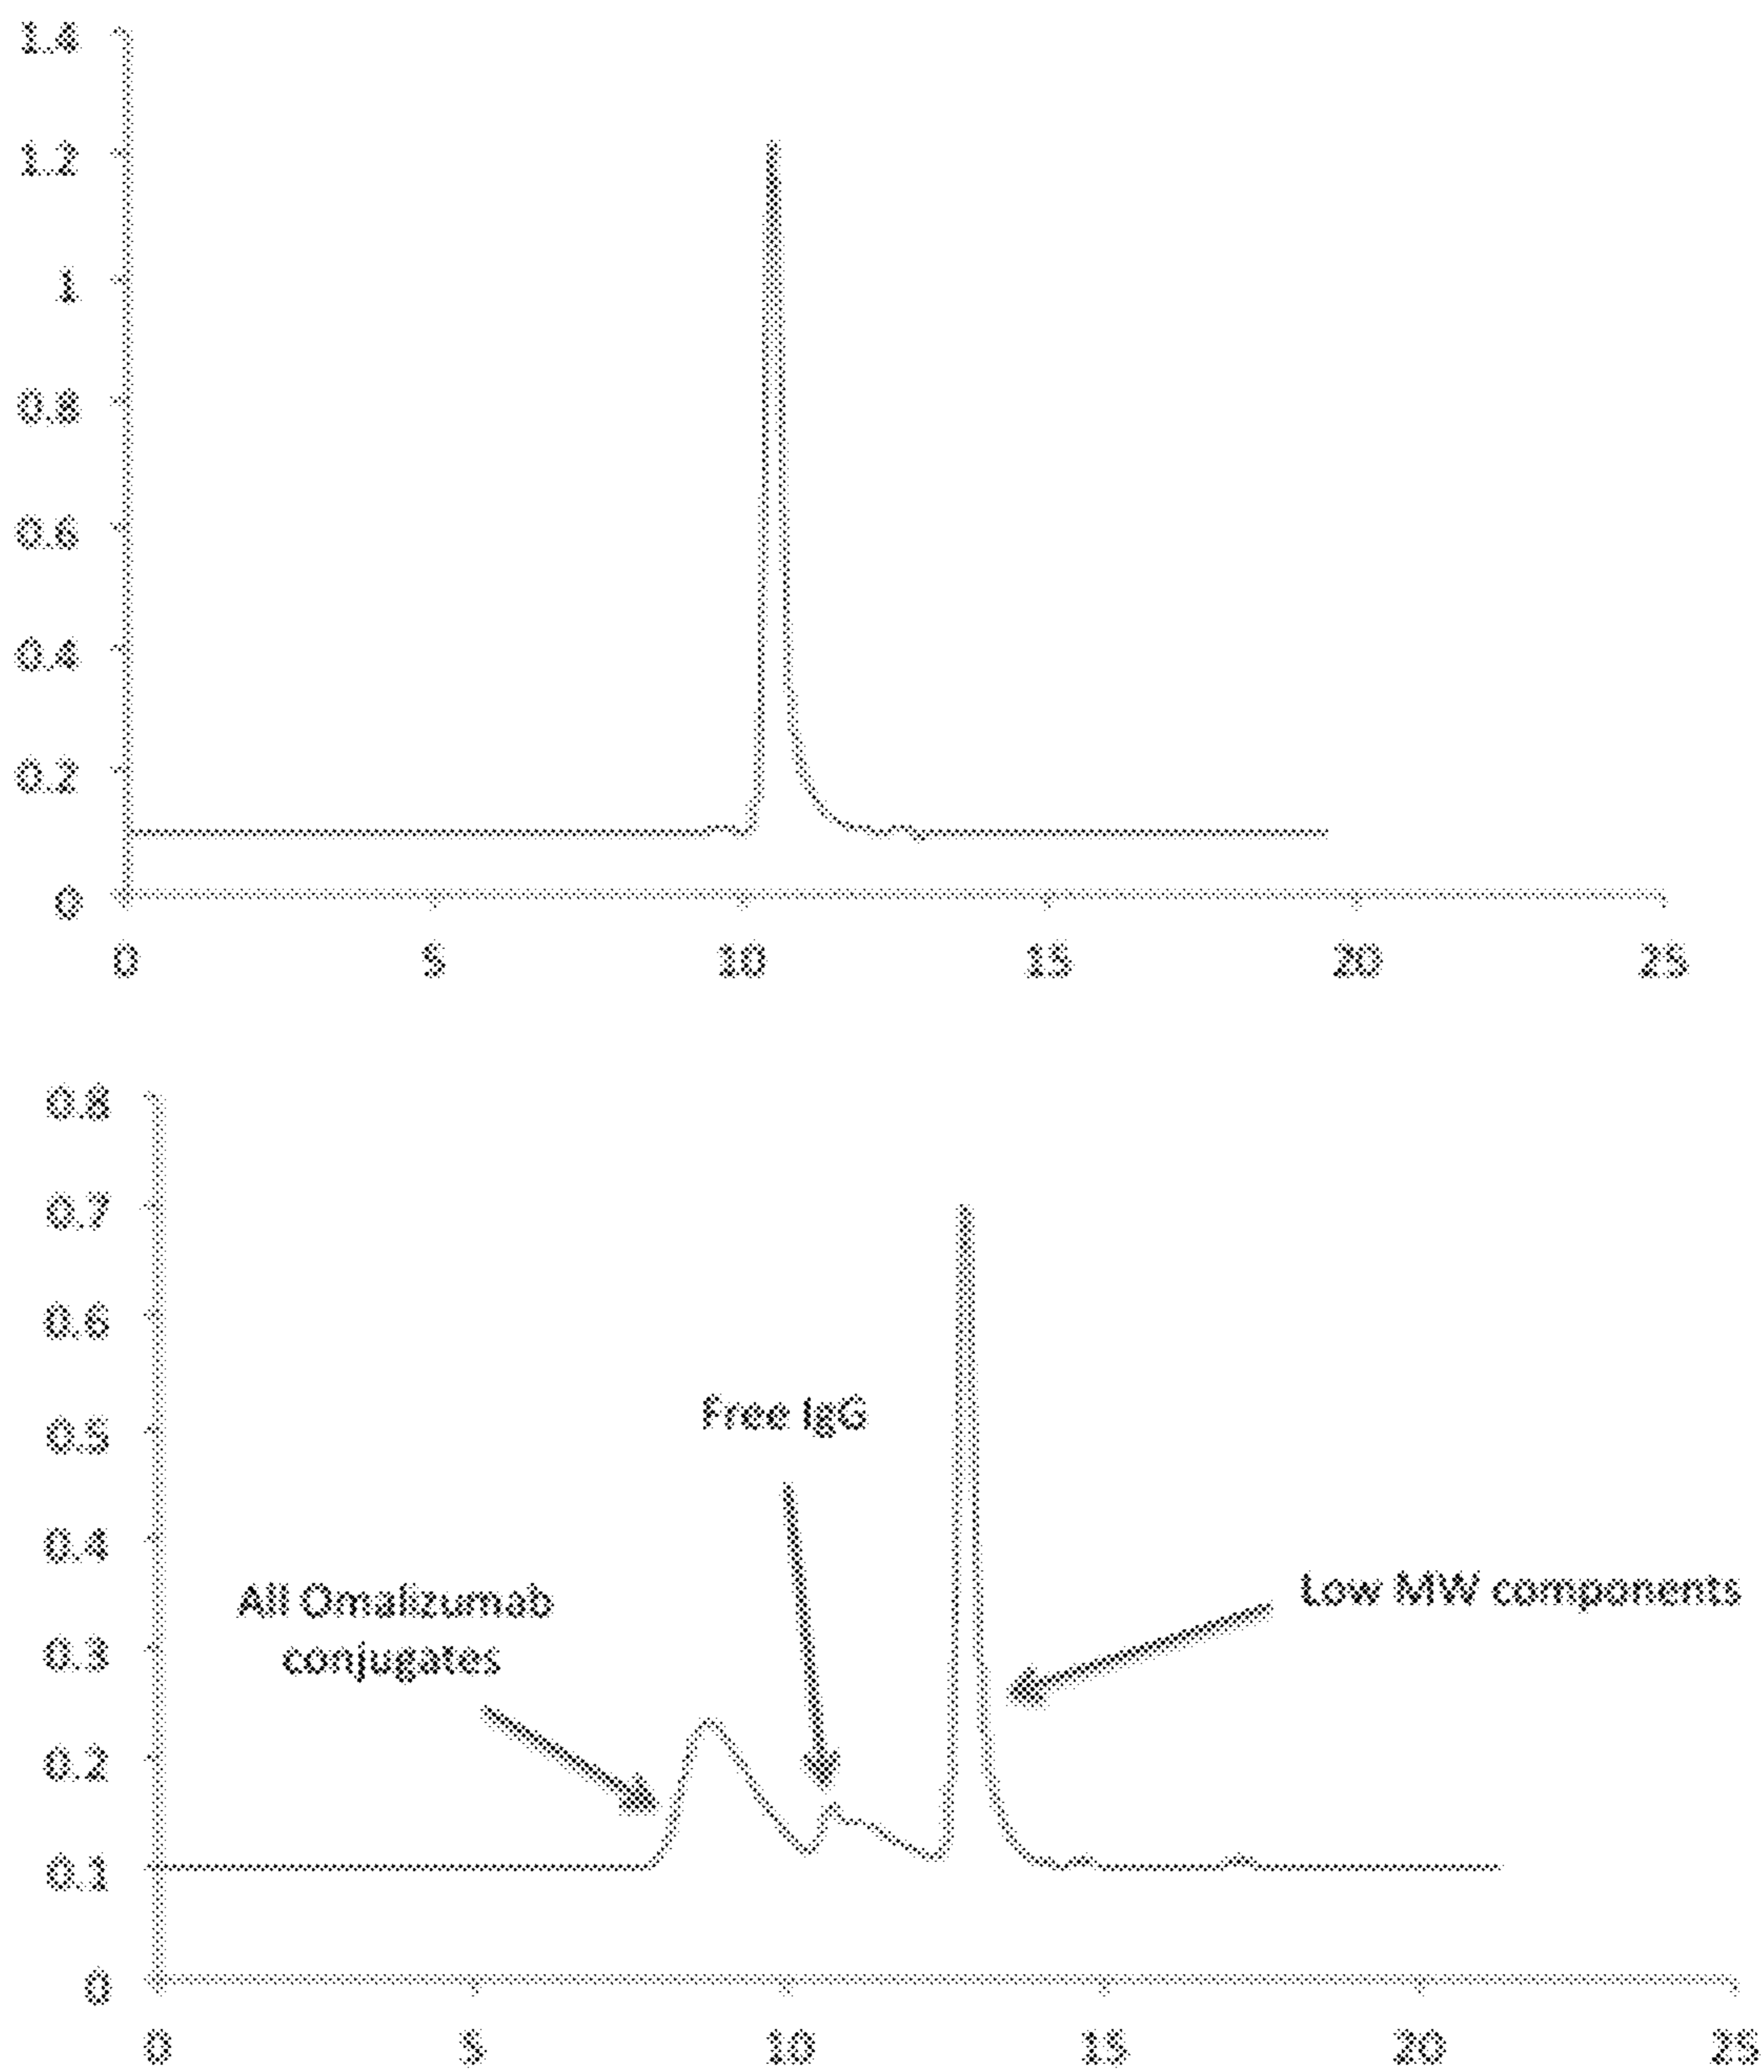 1.4
1.2
1
0.8
0.6
0.4
0.2
0
0 5 10 15 20 25
0.8
0.7
0.6
0.5
0.4
0.3
0.2
0.1
0
Free IgG
All Omalizumab
conjugates
Low MW components
0 5 10 15 20 25